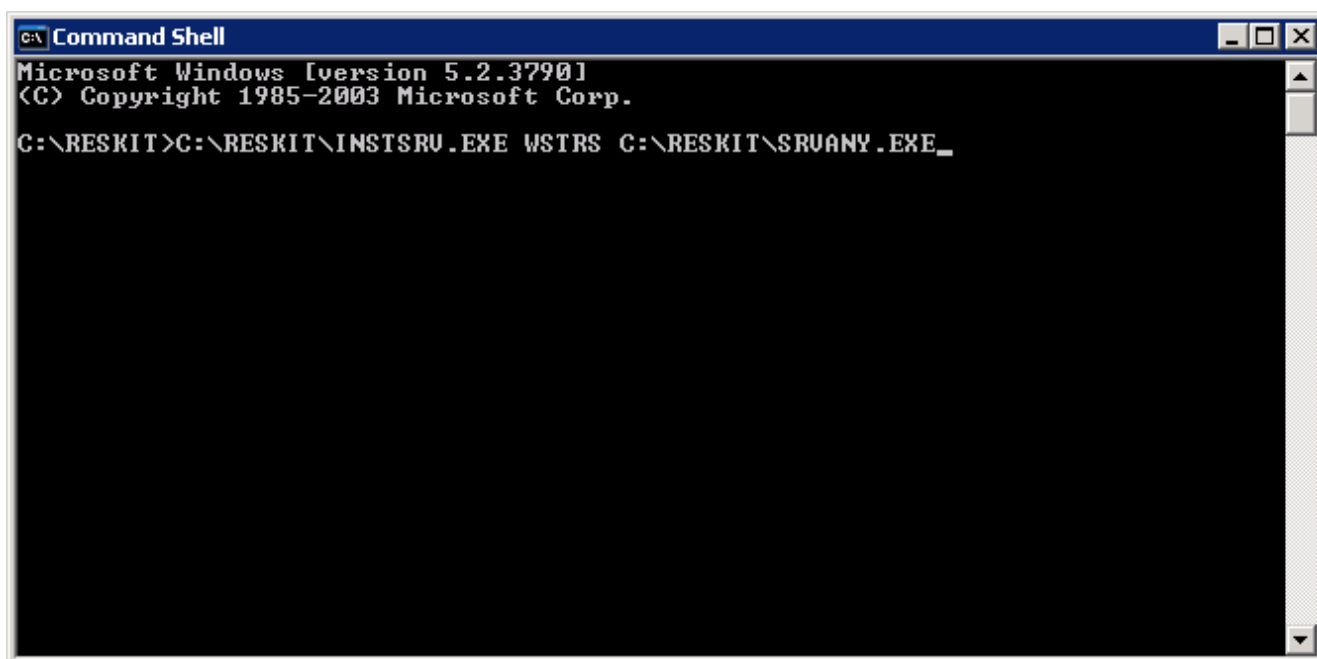 Command Shell
Microsoft Windows [version 5.2.3790]
(C) Copyright 1985-2003 Microsoft Corp.
C:\RESKIT>C:\RESKIT\INSTSRV.EXE WSTRS C:\RESKIT\SRVANY.EXE_